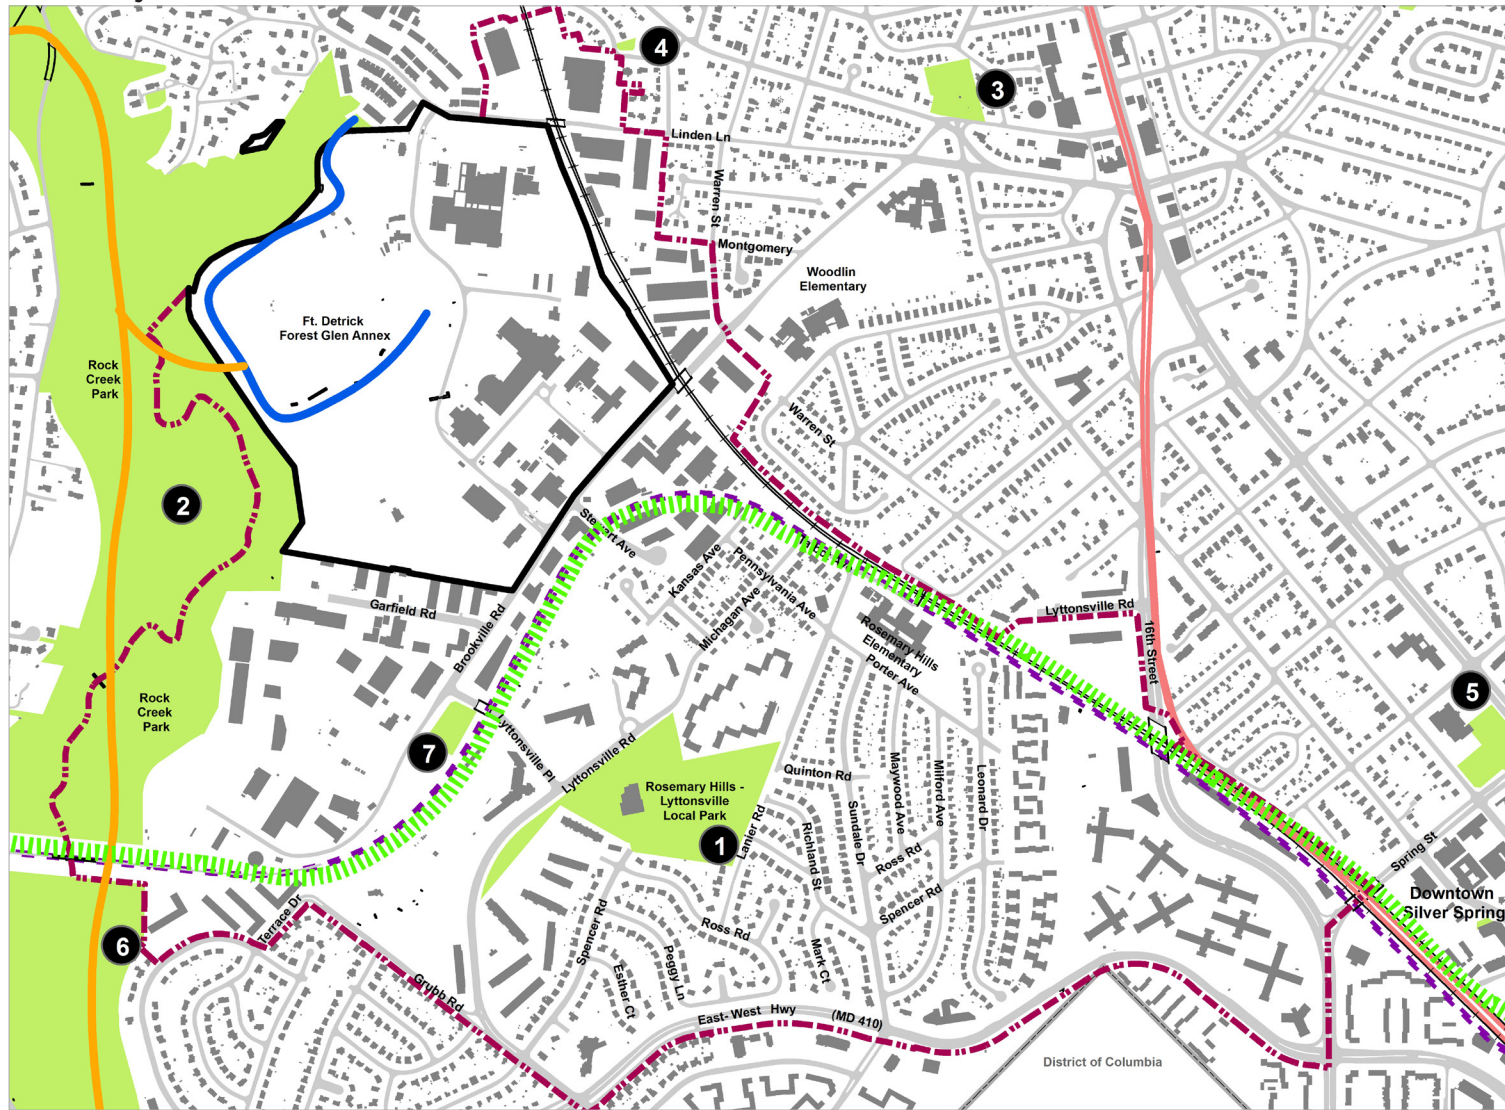 4
3
Linden Ln
Warren St
Montgomery
Woodlin
Elementary
Ft. Detrick
Forest Glen Annex
Rock
Creek
Park
Warren St
2
Stewart Ave
Kansas Ave
Pennsylvania Ave
Michagan Ave
Garfield Rd
Brookville Rd
Lyttonsville Rd
Rosemary Hills
Elementary
Porter Ave
16th Street
5
Rock
Creek
Park
7
Lyttonsville Pl
Lyttonsville Rd
Quinton Rd
Maywood Ave
Milford Ave
Leonard Dr
Rosemary Hills -
Lyttonsville
Local Park
1
Lanier Rd
Richland St
Sundale Dr
Ross Rd
Spencer Rd
Spring St
Downtown
Silver Spring
Terrace Dr
6
Spencer Rd
Ross Rd
Peggy Ln
Mark Ct
Esther Ct
Grubb Rd
East-West Hwy
(MD 410)
District of Columbia